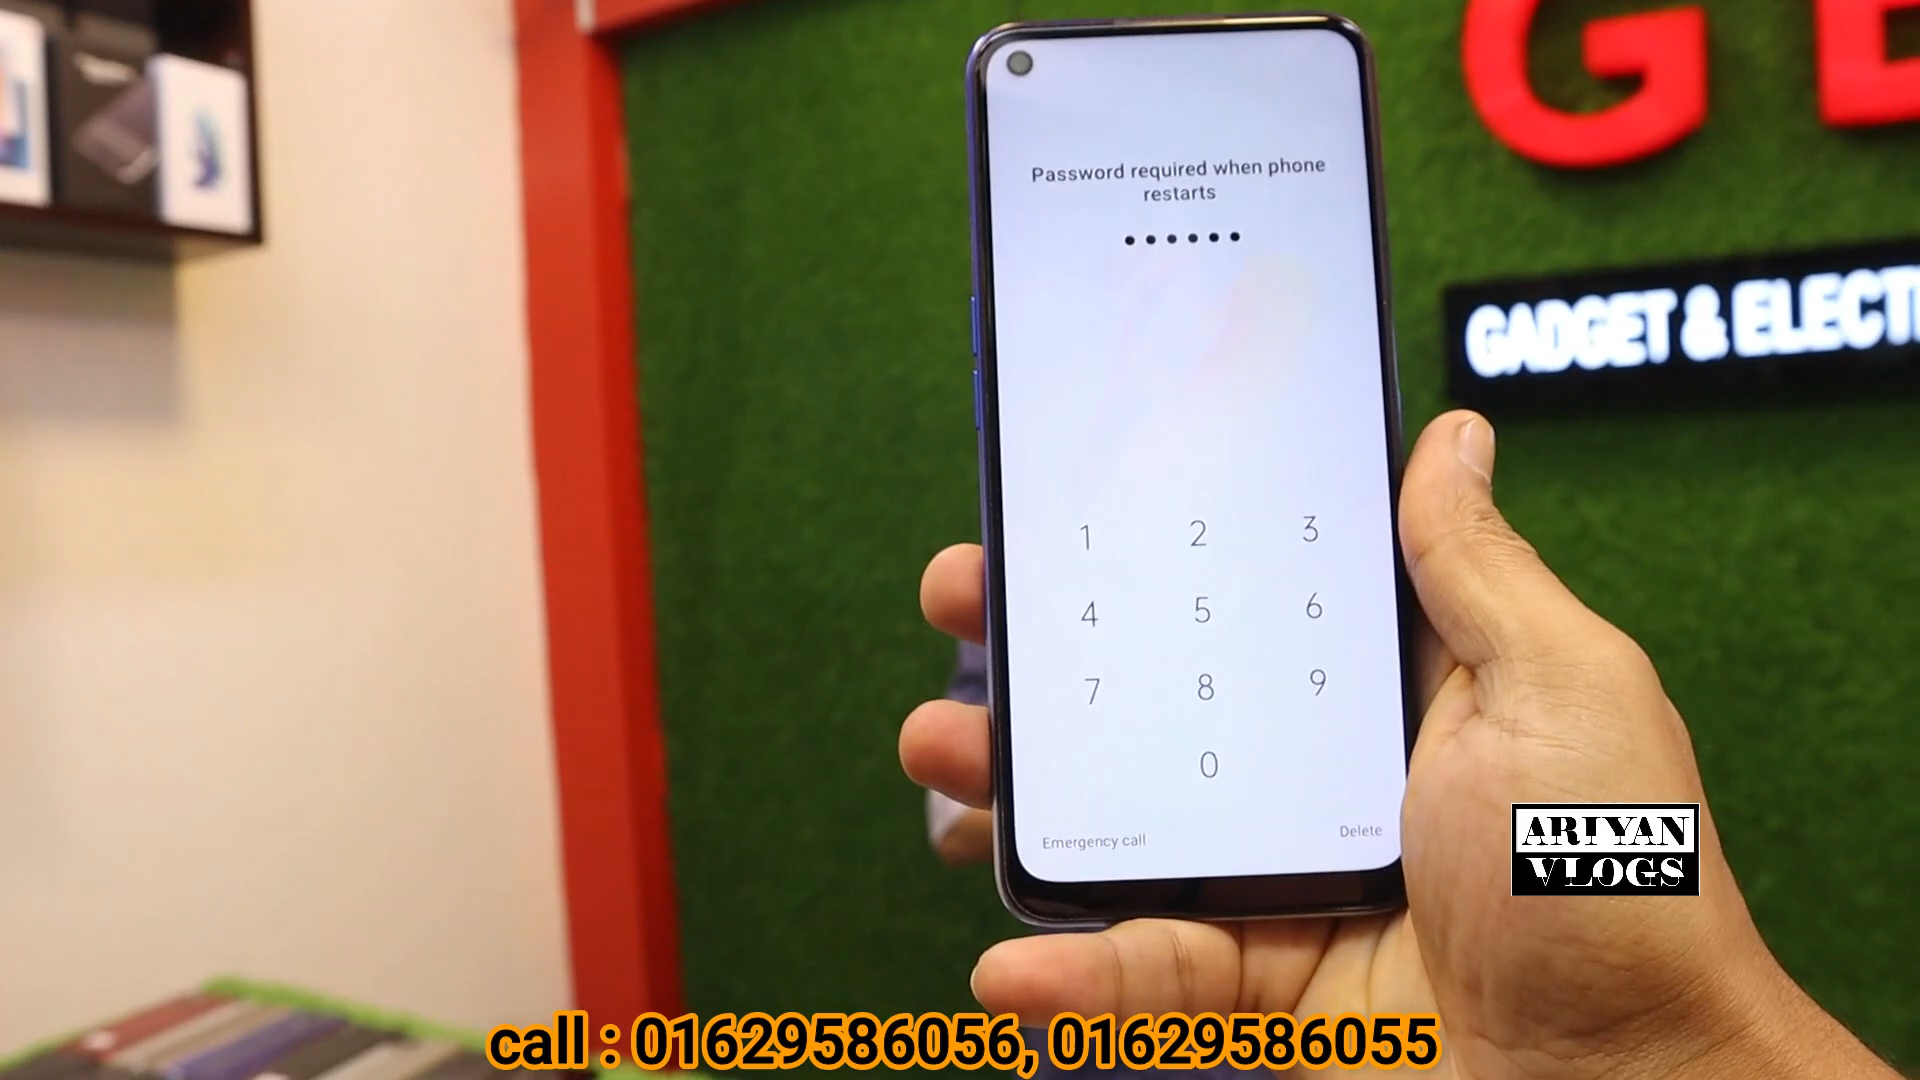 GE
GADGET & ELECT
Password required when phone
restarts
1 2 3
4 5 6
7 8 9
0
Emergency call
Delete
ARIYAN
VLOGS
call : 01629586056, 01629586055